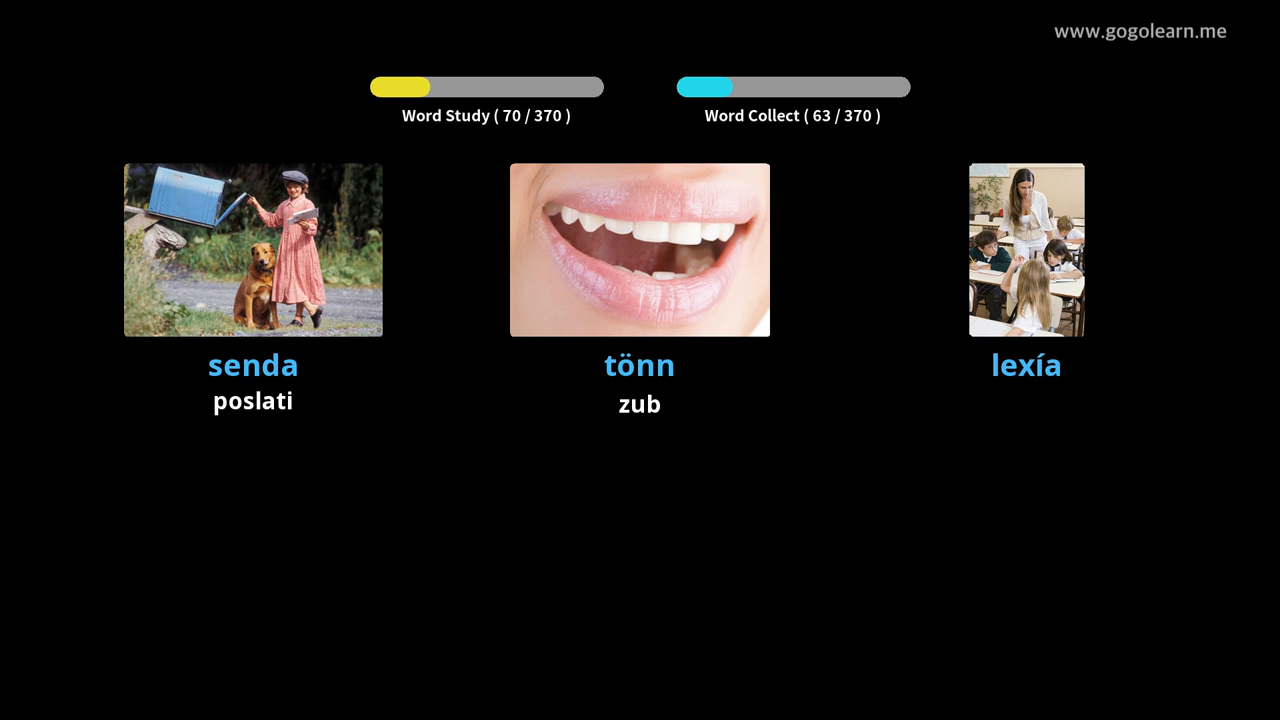 www.gogolearn.me
Word Study ( 70 / 370 )
Word Collect ( 63 / 370 )
senda
poslati
tönn
zub
lexía